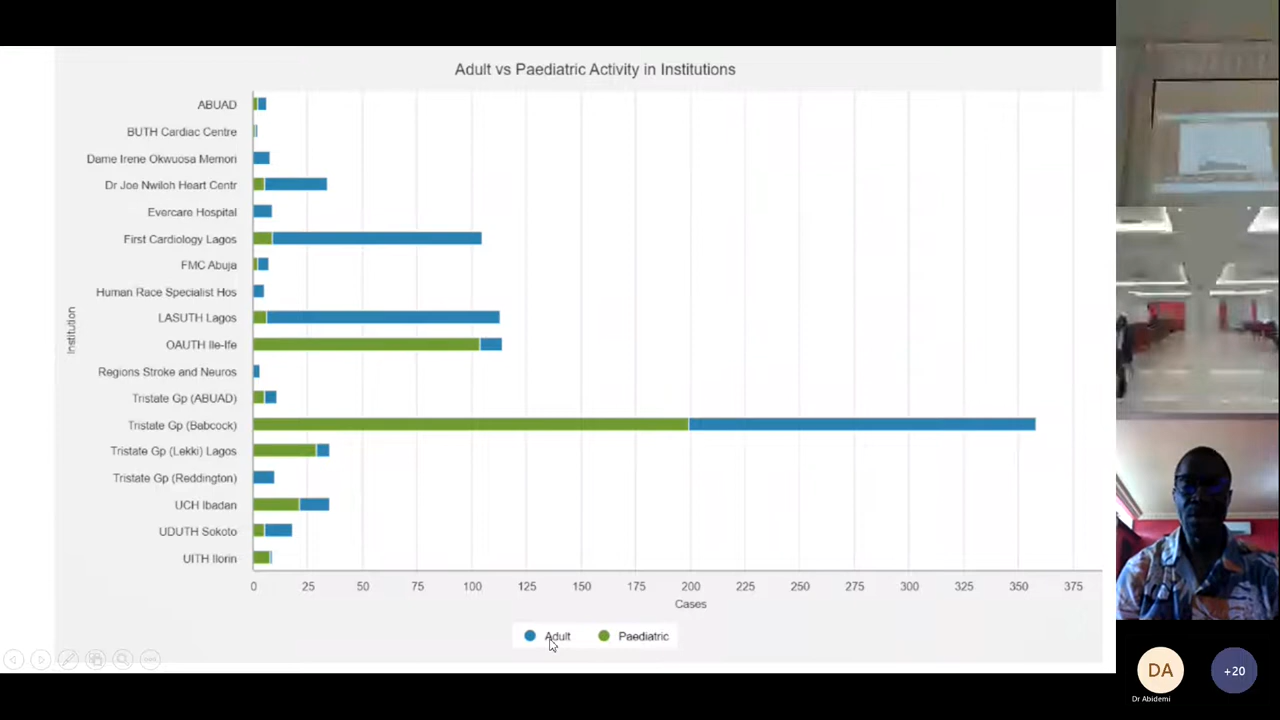 Adult vs Paediatric Activity in Institutions
Institution
ABUAD
BUTH Cardiac Centre
Dame Irene Okwuosa Memori
Dr Joe Nwiloh Heart Centr
Evercare Hospital
First Cardiology Lagos
FMC Abuja
Human Race Specialist Hos
LASUTH Lagos
OAUTH Ile-Ife
Regions Stroke and Neuros
Tristate Gp (ABUAD)
Tristate Gp (Babcock)
Tristate Gp (Lekki) Lagos
Tristate Gp (Reddington)
UCH Ibadan
UDUTH Sokoto
UITH Ilorin
0 25 50 75 100 125 150 175 200 225 250 275 300 325 350 375
Cases
Adult Paediatric
DA
+20
Dr Abidemi